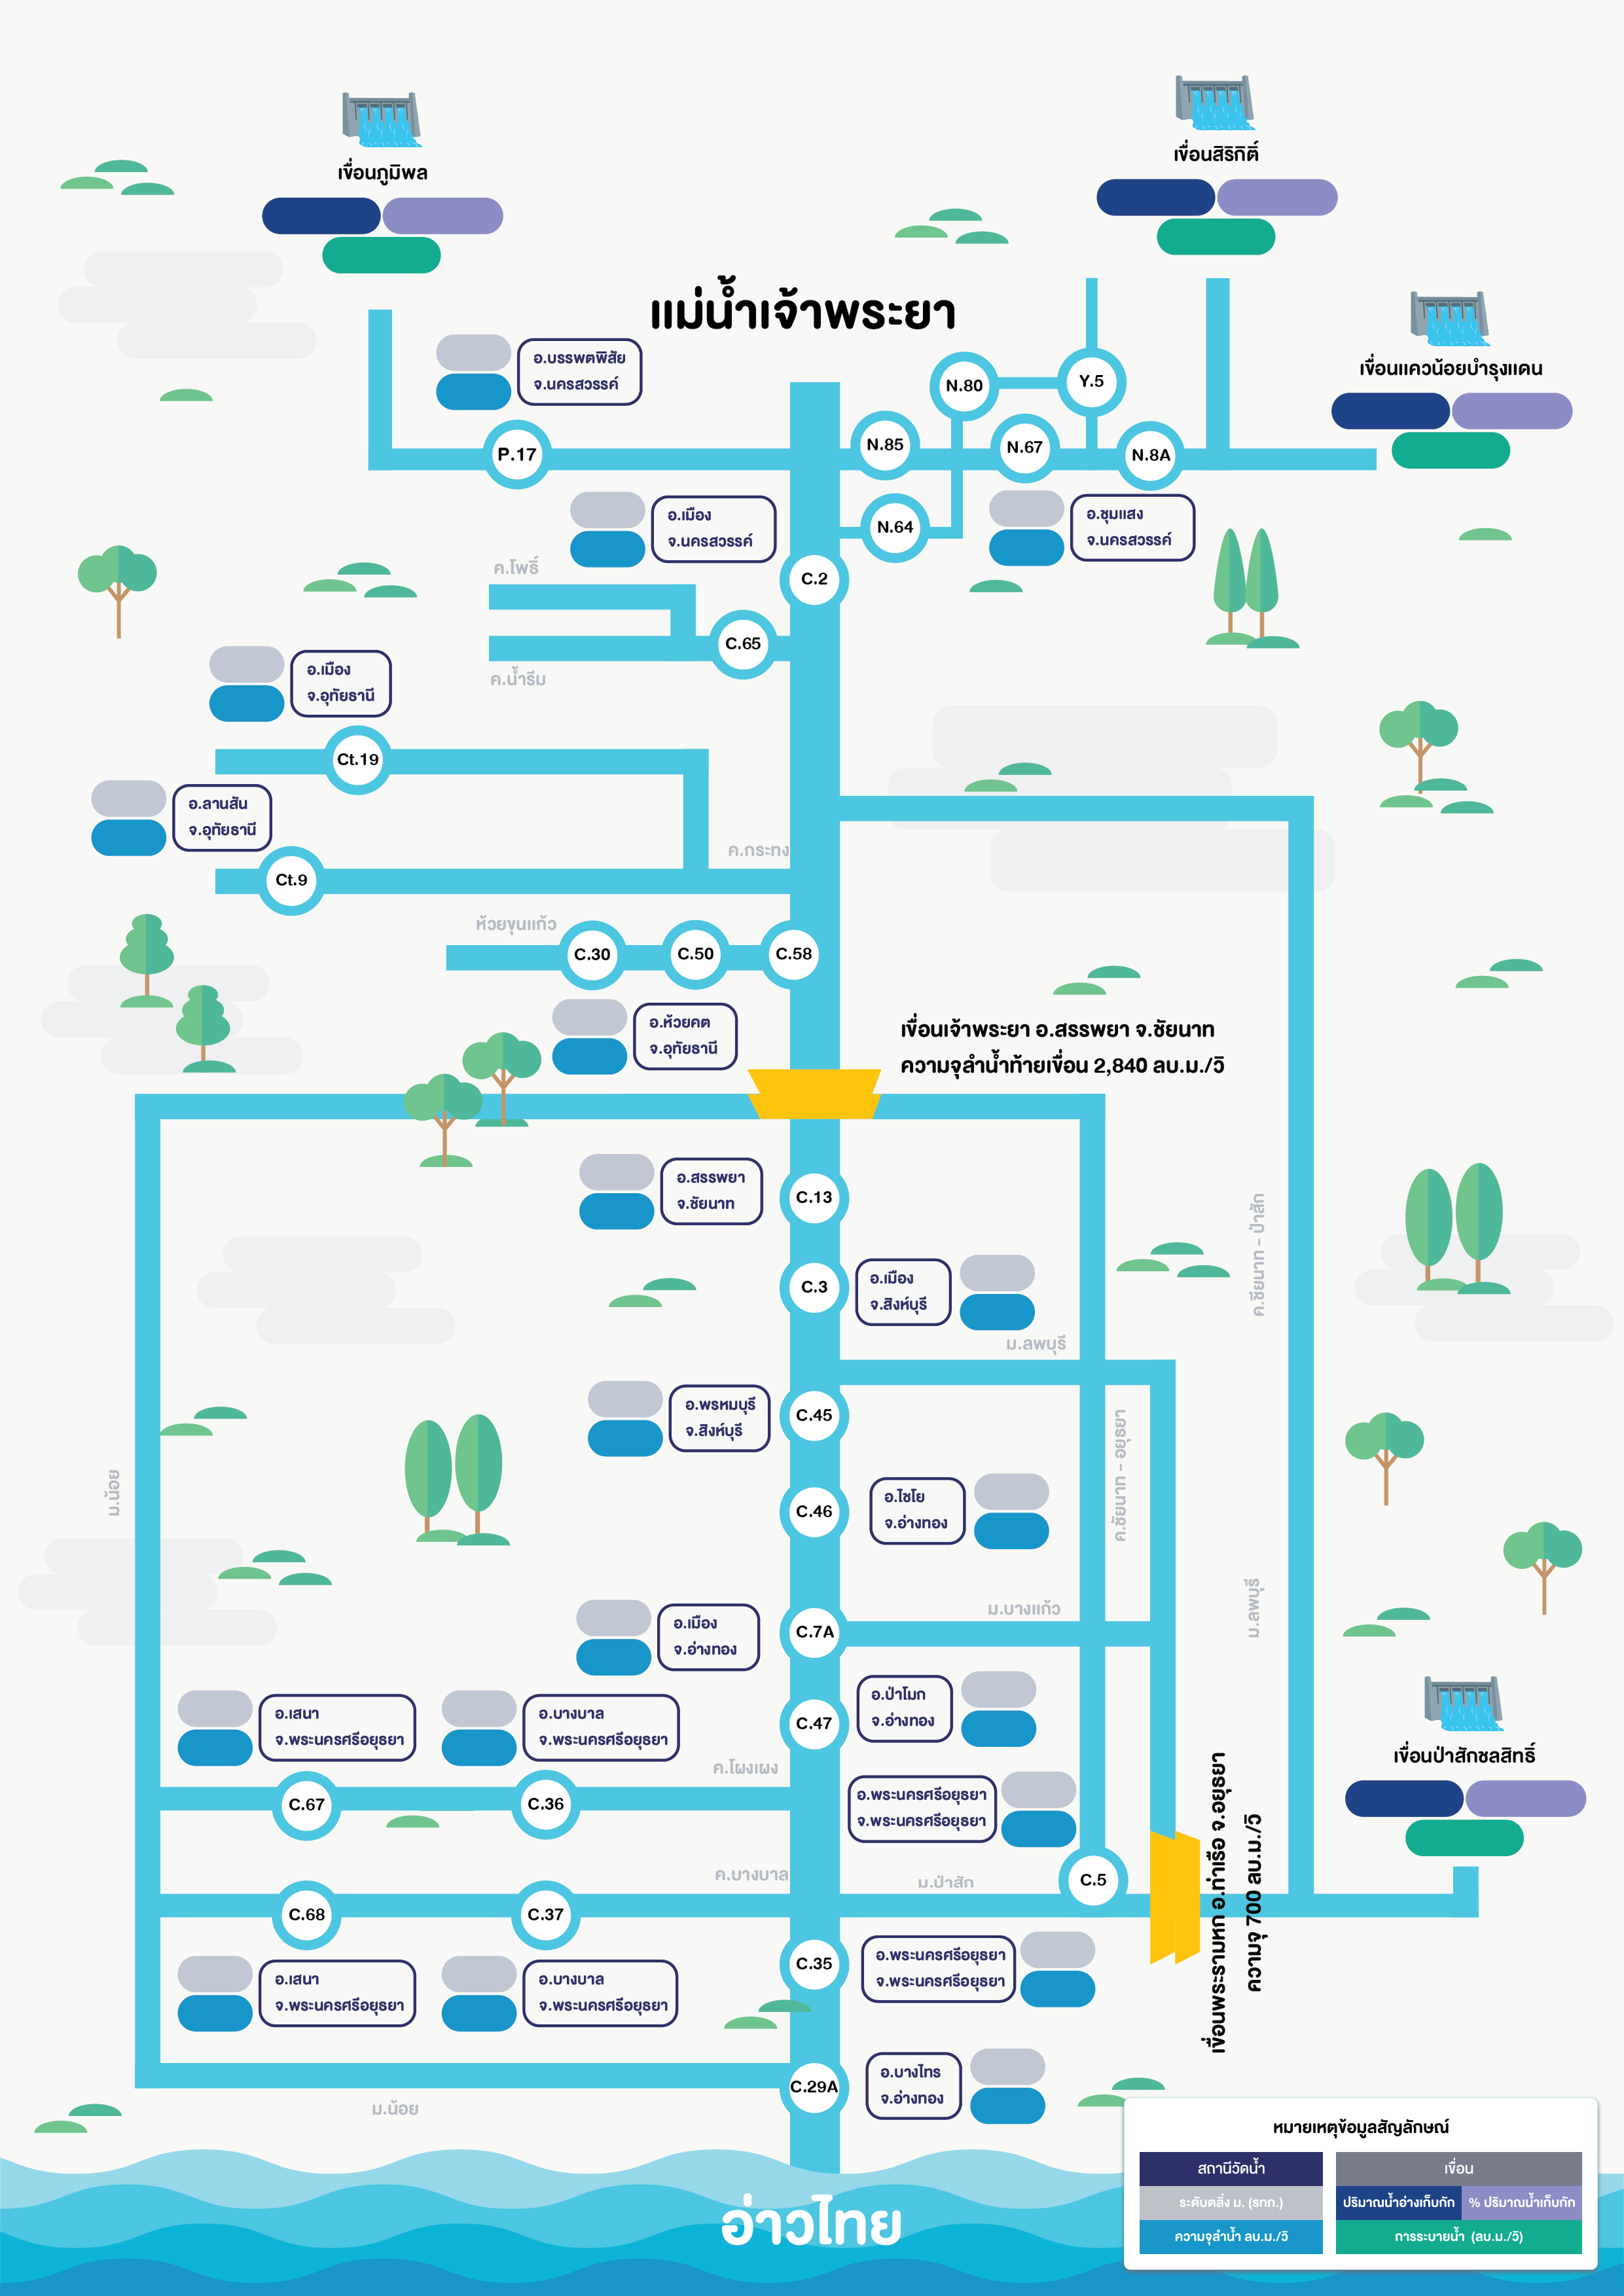 เขื่อนภูมิพล
เขื่อนสิริกิติ์
แม่น้ำเจ้าพระยา
เขื่อนแควน้อยบำรุงแดน
อ.บรรพตพิสัย
จ.นครสวรรค์
P.17
N.85
N.80
N.67
Y.5
N.8A
N.64
อ.เมือง
จ.นครสวรรค์
อ.ชุมแสง
จ.นครสวรรค์
ค.โพธิ์
C.2
C.65
ค.น้ำริม
อ.เมือง
จ.อุทัยธานี
Ct.19
อ.ลานสัน
จ.อุทัยธานี
ค.กระทง
Ct.9
ห้วยขุนแก้ว
C.30
C.50
C.58
อ.ห้วยคต
จ.อุทัยธานี
เขื่อนเจ้าพระยา อ.สรรพยา จ.ชัยนาท
ความจุลำน้ำท้ายเขื่อน 2,840 ลบ.ม./วิ
อ.สรรพยา
จ.ชัยนาท
C.13
C.3
อ.เมือง
จ.สิงห์บุรี
ค.ชัยนาท - ป่าสัก
ม.ลพบุรี
อ.พรหมบุรี
จ.สิงห์บุรี
C.45
ค.ชัยนาท - อยุธยา
ม.น้อย
C.46
อ.ไชโย
จ.อ่างทอง
ม.ลพบุรี
ม.บางแก้ว
อ.เมือง
จ.อ่างทอง
C.7A
อ.เสนา
จ.พระนครศรีอยุธยา
อ.บางบาล
จ.พระนครศรีอยุธยา
C.47
อ.ป่าโมก
จ.อ่างทอง
เขื่อนป่าสักชลสิทธิ์
ค.โผงเผง
C.67
C.36
อ.พระนครศรีอยุธยา
จ.พระนครศรีอยุธยา
เขื่อนพระรามหก อ.ท่าเรือ จ.อยุธยา
ความจุ 700 ลบ.ม./วิ
ค.บางบาล
ม.ป่าสัก
C.5
C.68
C.37
C.35
อ.พระนครศรีอยุธยา
จ.พระนครศรีอยุธยา
อ.เสนา
จ.พระนครศรีอยุธยา
อ.บางบาล
จ.พระนครศรีอยุธยา
C.29A
อ.บางไทร
จ.อ่างทอง
ม.น้อย
หมายเหตุข้อมูลสัญลักษณ์
สถานีวัดน้ำ
เขื่อน
ระดับตลิ่ง ม. (รทก.)
ปริมาณน้ำอ่างเก็บกัก
% ปริมาณน้ำเก็บกัก
ความจุลำน้ำ ลบ.ม./วิ
การระบายน้ำ (ลบ.ม./วิ)
อ่าวไทย